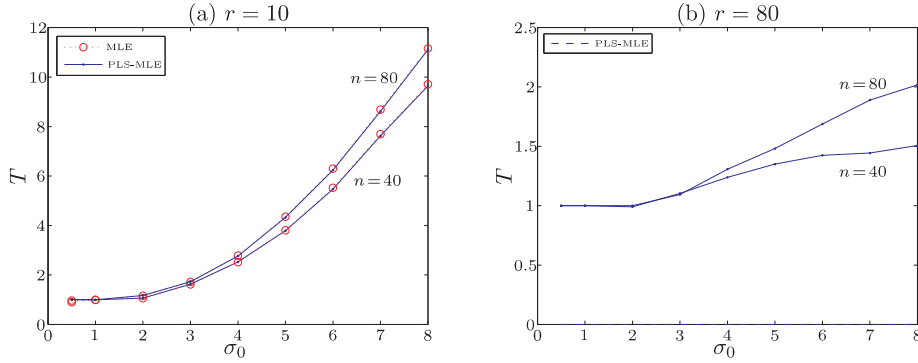 (a) r = 10
12
10
8
6
4
2
0
T
MLE
PLS-MLE
n=80
n=40
0 1 2 3 4 5 6 7 8
σ₀
(b) r = 80
2.5
2
1.5
1
0.5
0
T
PLS-MLE
n=80
n=40
0 1 2 3 4 5 6 7 8
σ₀